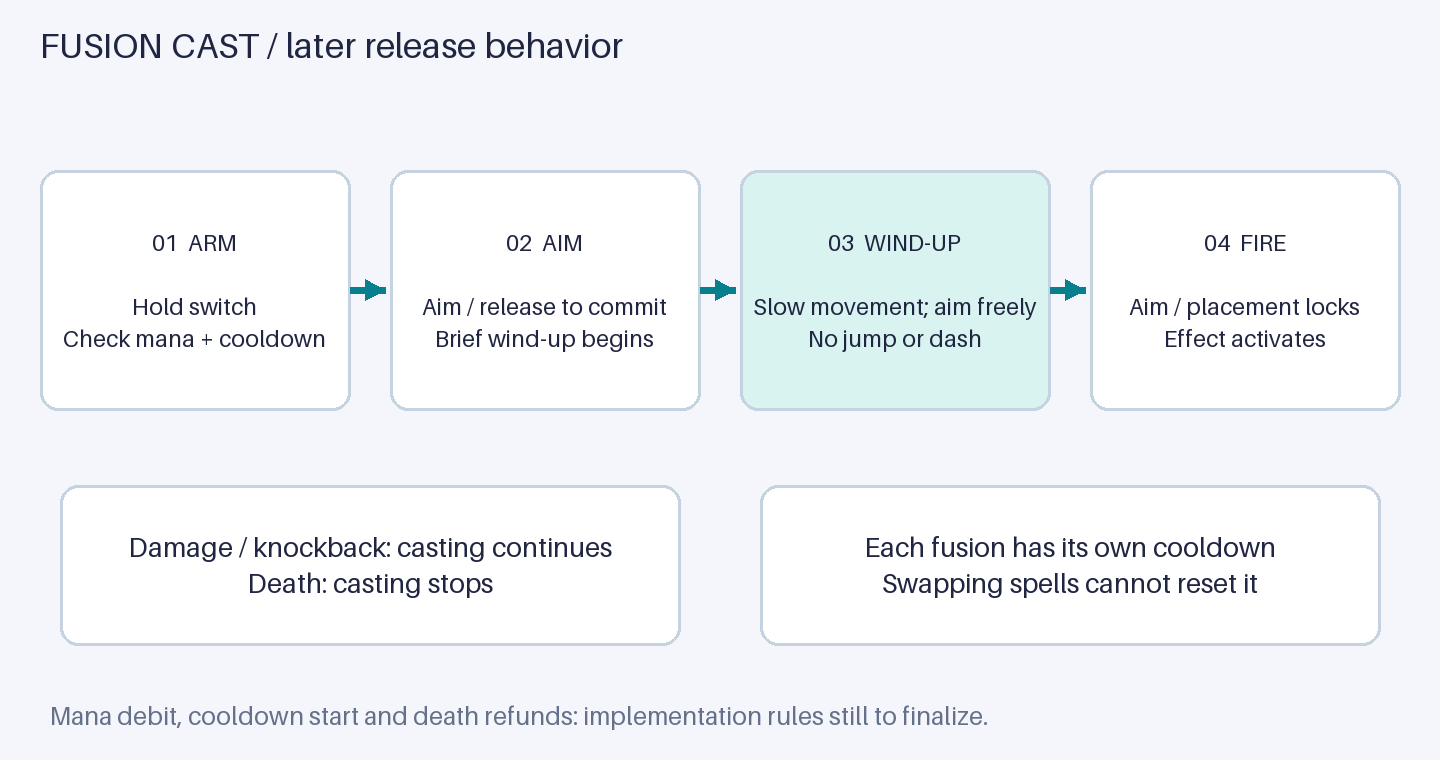 FUSION CAST / later release behavior
01 ARM
Hold switch
Check mana + cooldown
02 AIM
Aim / release to commit
Brief wind-up begins
03 WIND-UP
Slow movement; aim freely
No jump or dash
04 FIRE
Aim / placement locks
Effect activates
Damage / knockback: casting continues
Death: casting stops
Each fusion has its own cooldown
Swapping spells cannot reset it
Mana debit, cooldown start and death refunds: implementation rules still to finalize.